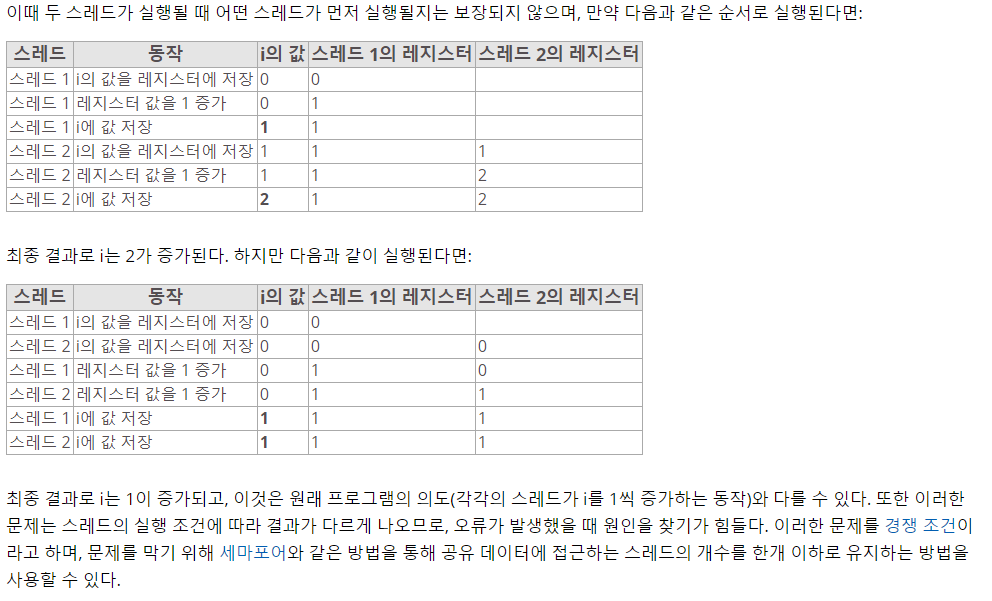 이때 두 스레드가 실행될 때 어떤 스레드가 먼저 실행될지는 보장되지 않으며, 만약 다음과 같은 순서로 실행된다면:
스레드 동작 i의 값 스레드 1의 레지스터 스레드 2의 레지스터
스레드 1 i의 값을 레지스터에 저장 0 0
스레드 1 레지스터 값을 1 증가 0 1
스레드 1 i에 값 저장 1 1
스레드 2 i의 값을 레지스터에 저장 1 1 1
스레드 2 레지스터 값을 1 증가 1 1 2
스레드 2 i에 값 저장 2 1 2
최종 결과로 i는 2가 증가된다. 하지만 다음과 같이 실행된다면:
스레드 동작 i의 값 스레드 1의 레지스터 스레드 2의 레지스터
스레드 1 i의 값을 레지스터에 저장 0 0
스레드 2 i의 값을 레지스터에 저장 0 0 0
스레드 1 레지스터 값을 1 증가 0 1 0
스레드 2 레지스터 값을 1 증가 0 1 1
스레드 1 i에 값 저장 1 1 1
스레드 2 i에 값 저장 1 1 1
최종 결과로 i는 1이 증가되고, 이것은 원래 프로그램의 의도(각각의 스레드가 i를 1씩 증가하는 동작)와 다를 수 있다. 또한 이러한
문제는 스레드의 실행 조건에 따라 결과가 다르게 나오므로, 오류가 발생했을 때 원인을 찾기가 힘들다. 이러한 문제를 경쟁 조건이
라고 하며, 문제를 막기 위해 세마포어와 같은 방법을 통해 공유 데이터에 접근하는 스레드의 개수를 한개 이하로 유지하는 방법을
사용할 수 있다.